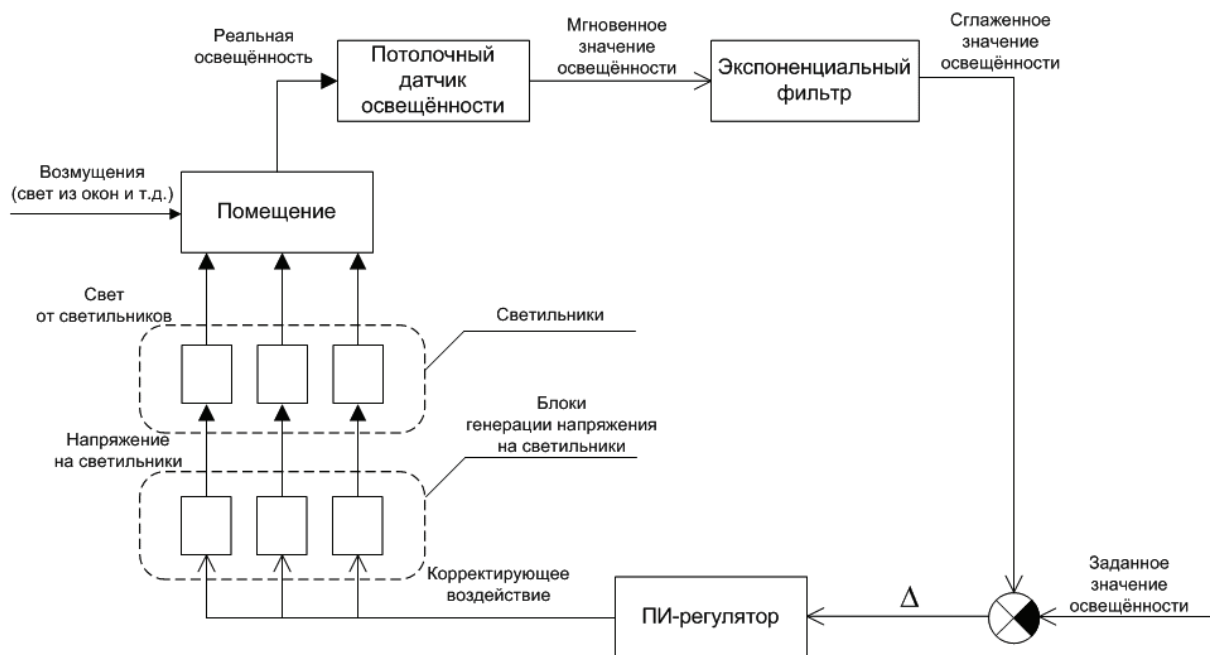 Реальная
освещённость
Потолочный
датчик
освещённости
Мгновенное
значение
освещённости
Экспоненциальный
фильтр
Сглаженное
значение
освещённости
Возмущения
(свет из окон и т.д.)
Помещение
Свет
от светильников
Светильники
Блоки
генерации напряжения
на светильники
Напряжение
на светильники
Корректирующее
воздействие
ПИ-регулятор
Δ
Заданное
значение
освещённости